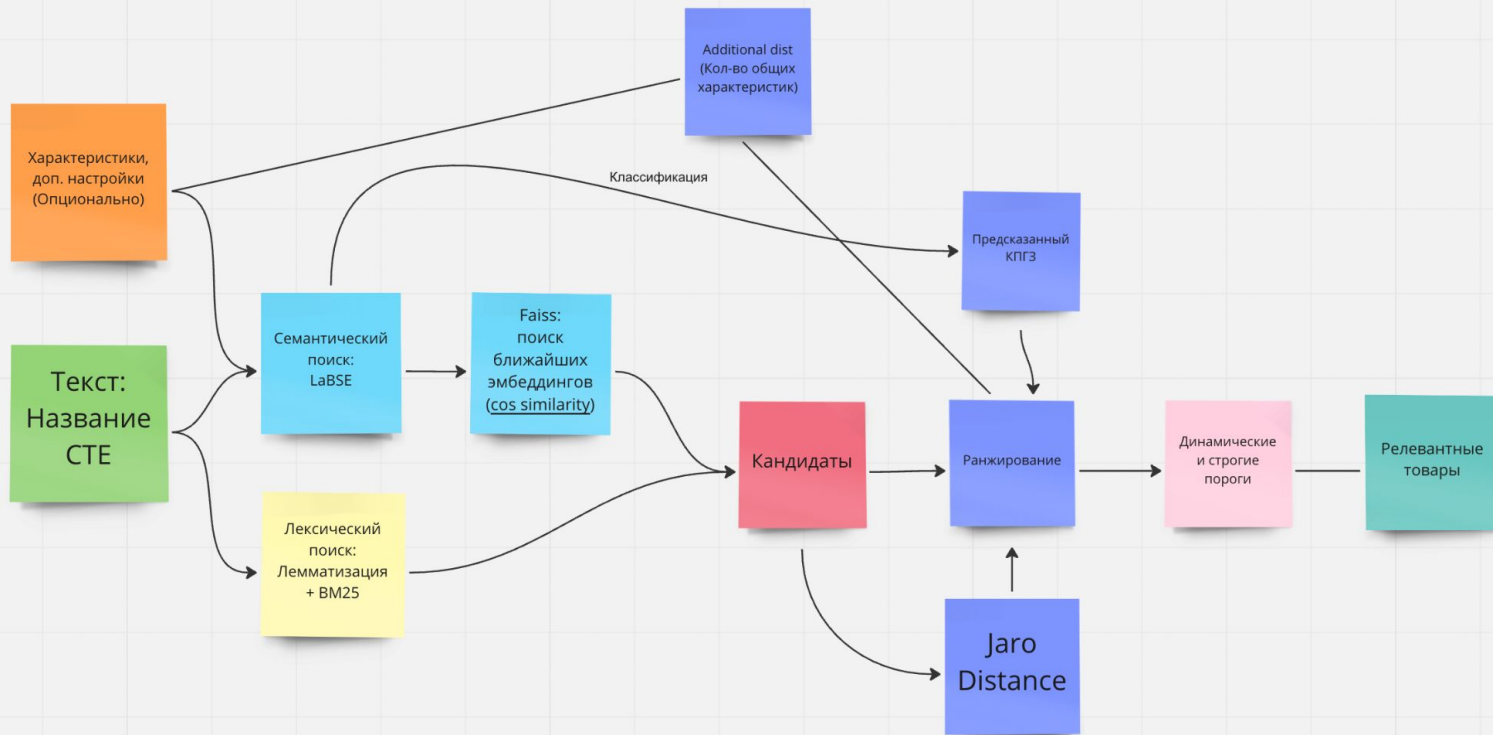 Additional dist
(Кол-во общих
характеристик)
Характеристики,
доп. настройки
(Опционально)
Классификация
Предсказанный
КПГЗ
Семантический
поиск:
LaBSE
Faiss:
поиск
ближайших
эмбеддингов
(cos similarity)
Текст:
Название
СТЕ
Кандидаты
Ранжирование
Динамические
и строгие
пороги
Релевантные
товары
Лексический
поиск:
Лемматизация
+ BM25
Jaro
Distance